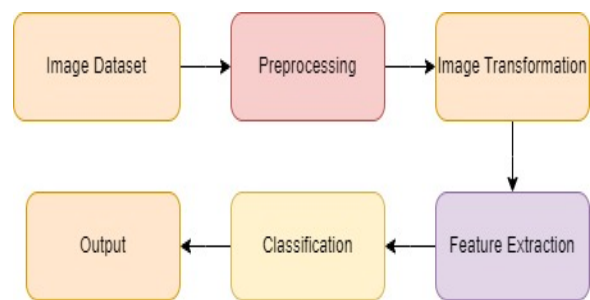 Image Dataset
Preprocessing
Image Transformation
Feature Extraction
Classification
Output